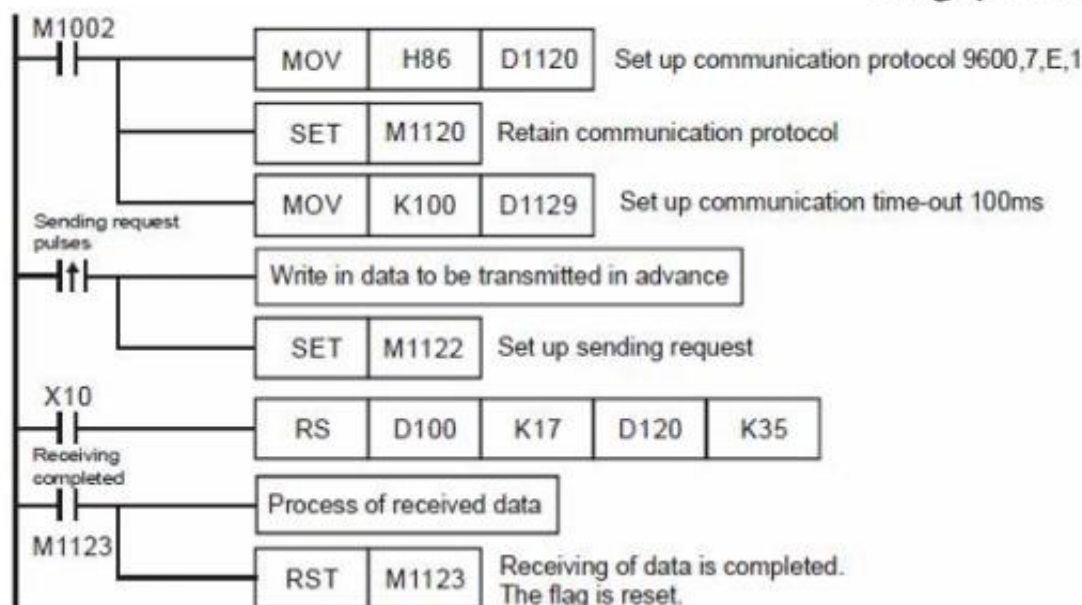 M1002
MOV H86 D1120 Set up communication protocol 9600,7,E,1
SET M1120 Retain communication protocol
MOV K100 D1129 Set up communication time-out 100ms
Sending request
pulses
Write in data to be transmitted in advance
SET M1122 Set up sending request
X10
RS D100 K17 D120 K35
Receiving
completed
Process of received data
M1123
RST M1123 Receiving of data is completed.
The flag is reset.